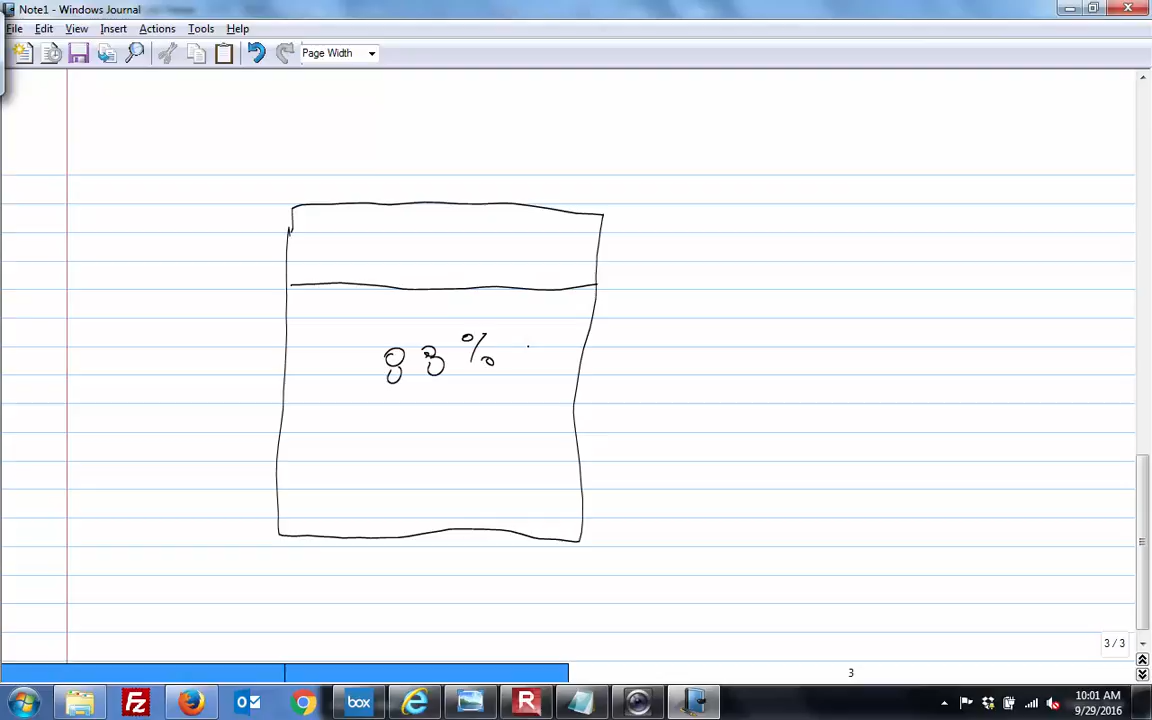 Note1 - Windows Journal
File Edit View Insert Actions Tools Help
Page Width
83%
3 / 3
3
10:01 AM
9/29/2016